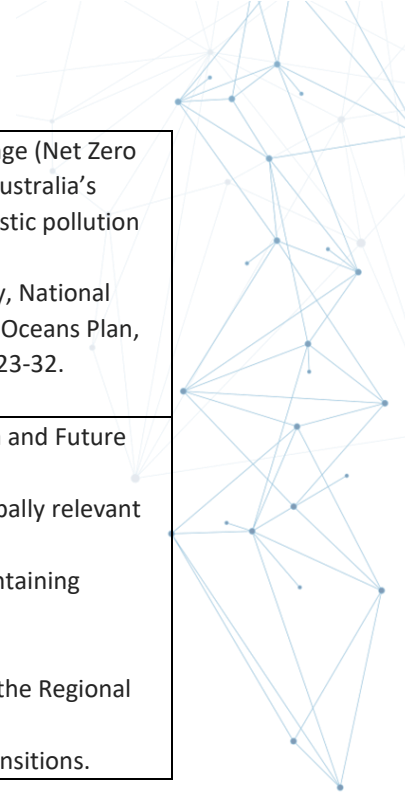 ge (Net Zero
ustralia's
stic pollution
y, National
Oceans Plan,
23-32.
and Future
bally relevant
ntaining
the Regional
nsitions.